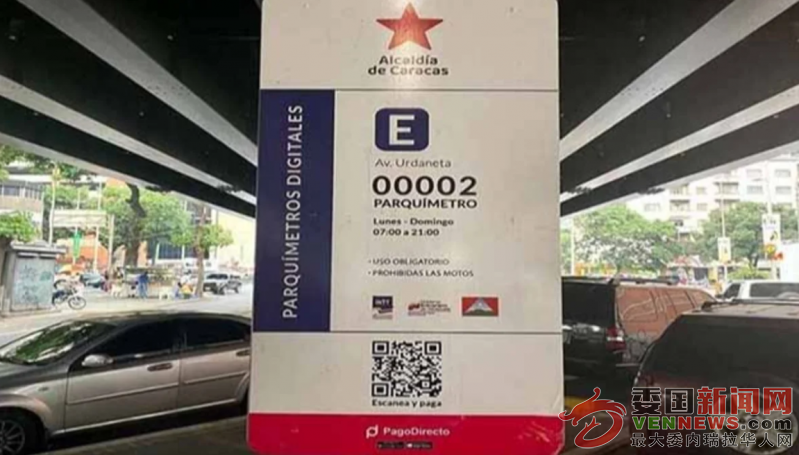 Alcaldía
de Caracas
PARQUÍMETROS DIGITALES
E
Av. Urdaneta
00002
PARQUÍMETRO
Lunes - Domingo
07:00 a 21:00
· USO OBLIGATORIO
· PROHIBIDAS LAS MOTOS
Escanea y paga
PagoDirecto
委国新闻网
VENNEWS.COM
最大委内瑞拉华人网